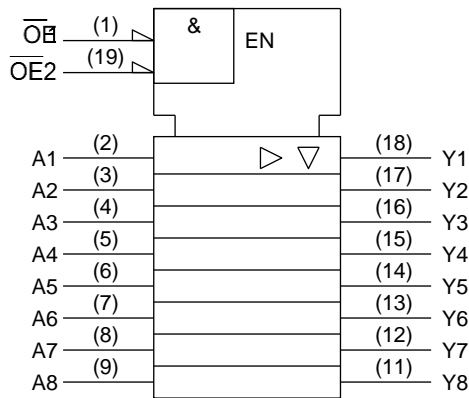 OE1 (1) & EN
OE2 (19)
A1 (2) (18) Y1
A2 (3) (17) Y2
A3 (4) (16) Y3
A4 (5) (15) Y4
A5 (6) (14) Y5
A6 (7) (13) Y6
A7 (8) (12) Y7
A8 (9) (11) Y8